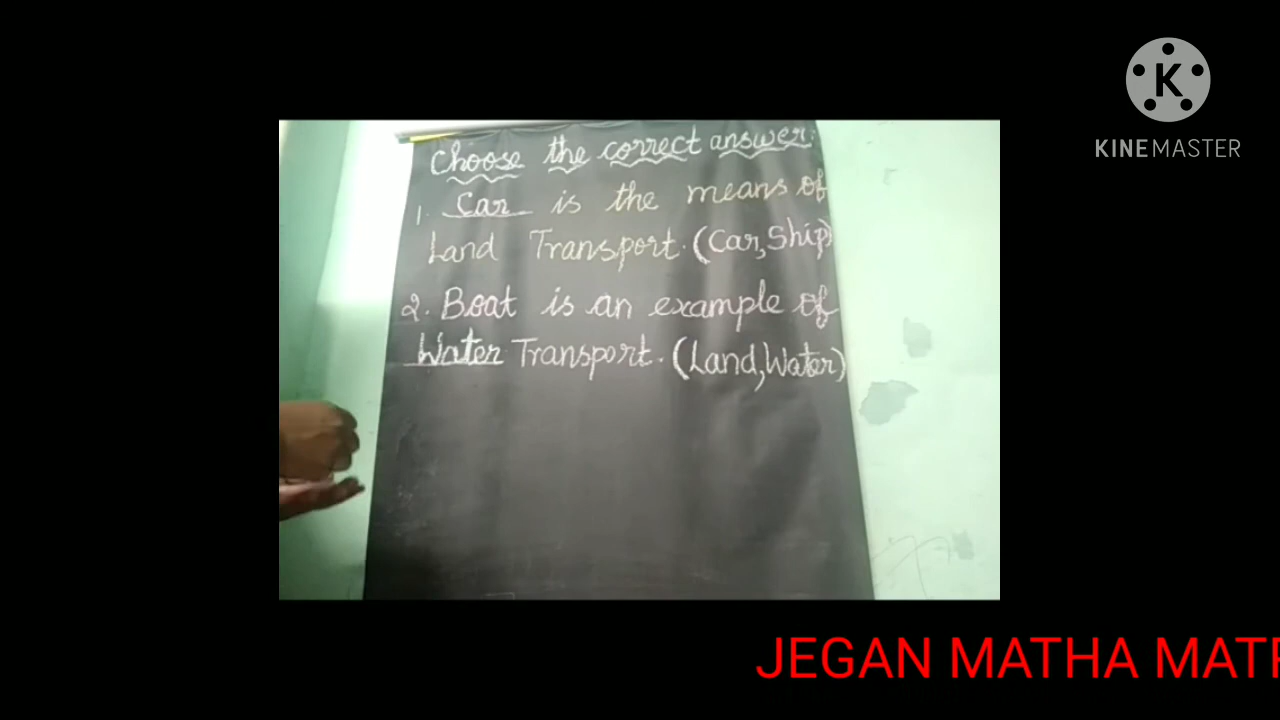 Choose the correct answer:
1. Car is the means of
Land Transport. (Car, Ship)
2. Boat is an example of
Water Transport. (Land, Water)
K
KINEMASTER
JEGAN MATHA MATR